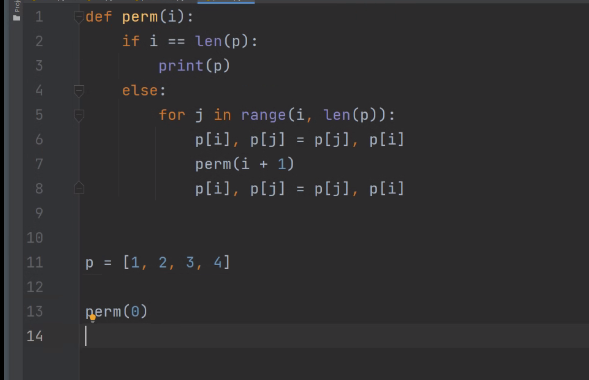 1 def perm(i):
2 if i == len(p):
3 print(p)
4 else:
5 for j in range(i, len(p)):
6 p[i], p[j] = p[j], p[i]
7 perm(i + 1)
8 p[i], p[j] = p[j], p[i]
9
10
11 p = [1, 2, 3, 4]
12
13 perm(0)
14